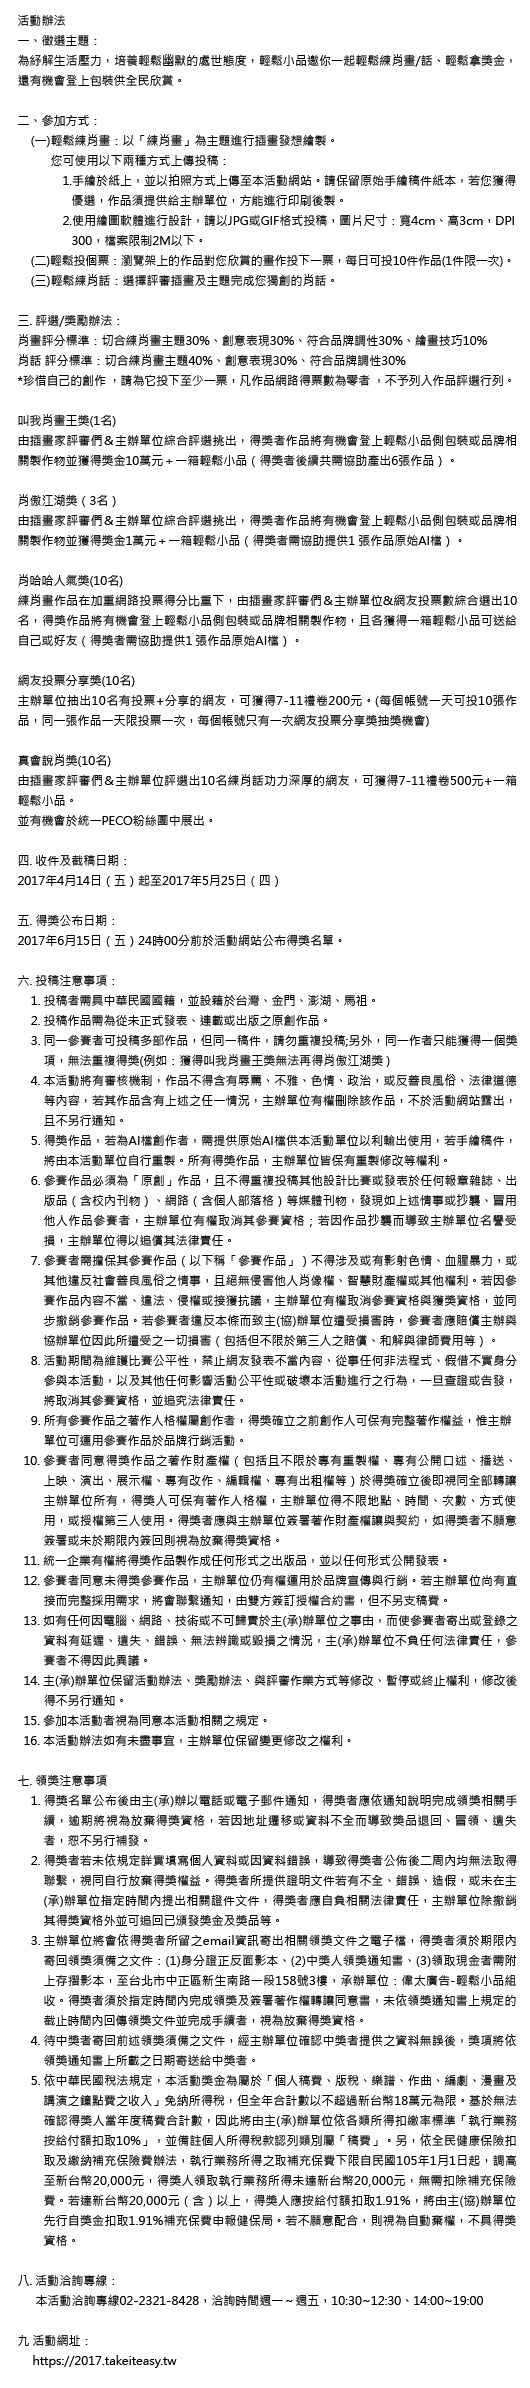 活動辦法
一、徵選主題：
為紓解生活壓力，培養輕鬆幽默的處世態度，輕鬆小品邀你一起輕鬆練肖畫/話、輕鬆拿獎金，
還有機會登上包裝供全民欣賞。
二、參加方式：
(一)輕鬆練肖畫：以「練肖畫」為主題進行插畫發想繪製。
您可使用以下兩種方式上傳投稿：
1.手繪於紙上，並以拍照方式上傳至本活動網站。請保留原始手繪稿件紙本，若您獲得
優選，作品須提供給主辦單位，方能進行印刷後製。
2.使用繪圖軟體進行設計，請以JPG或GIF格式投稿，圖片尺寸：寬4cm、高3cm，DPI
300，檔案限制2M以下。
(二)輕鬆投個票：瀏覽架上的作品對您欣賞的畫作投下一票，每日可投10件作品(1件限一次)。
(三)輕鬆練肖話：選擇評審插畫及主題完成您獨創的肖話。
三. 評選/獎勵辦法：
肖畫評分標準：切合練肖畫主題30%、創意表現30%、符合品牌調性30%、繪畫技巧10%
肖話 評分標準：切合練肖畫主題40%、創意表現30%、符合品牌調性30%
*珍惜自己的創作 ，請為它投下至少一票，凡作品網路得票數為零者 ，不予列入作品評選行列。
叫我肖畫王獎(1名)
由插畫家評審們＆主辦單位綜合評選挑出，得獎者作品將有機會登上輕鬆小品側包裝或品牌相
關製作物並獲得獎金10萬元＋一箱輕鬆小品（得獎者後續共需協助產出6張作品）。
肖傲江湖獎（3名）
由插畫家評審們＆主辦單位綜合評選挑出，得獎者作品將有機會登上輕鬆小品側包裝或品牌相
關製作物並獲得獎金1萬元＋一箱輕鬆小品（得獎者需協助提供1 張作品原始AI檔）。
肖哈哈人氣獎(10名)
練肖畫作品在加重網路投票得分比重下，由插畫家評審們＆主辦單位&網友投票數綜合選出10
名，得獎作品將有機會登上輕鬆小品側包裝或品牌相關製作物，且各獲得一箱輕鬆小品可送給
自己或好友（得獎者需協助提供1 張作品原始AI檔）。
網友投票分享獎(10名)
主辦單位抽出10名有投票+分享的網友，可獲得7-11禮卷200元。(每個帳號一天可投10張作
品，同一張作品一天限投票一次，每個帳號只有一次網友投票分享獎抽獎機會)
真會說肖獎(10名)
由插畫家評審們＆主辦單位評選出10名練肖話功力深厚的網友，可獲得7-11禮卷500元+一箱
輕鬆小品。
並有機會於統一PECO粉絲團中展出。
四. 收件及截稿日期：
2017年4月14日（五）起至2017年5月25日（四）
五. 得獎公布日期：
2017年6月15日（五）24時00分前於活動網站公布得獎名單。
六. 投稿注意事項：
1. 投稿者需具中華民國國籍，並設籍於台灣、金門、澎湖、馬祖。
2. 投稿作品需為從未正式發表、連載或出版之原創作品。
3. 同一參賽者可投稿多部作品，但同一稿件，請勿重複投稿;另外，同一作者只能獲得一個獎
項，無法重複得獎(例如：獲得叫我肖畫王獎無法再得肖傲江湖獎）
4. 本活動將有審核機制，作品不得含有辱罵、不雅、色情、政治，或反善良風俗、法律道德
等內容，若其作品含有上述之任一情況，主辦單位有權刪除該作品，不於活動網站露出，
且不另行通知。
5. 得獎作品，若為AI檔創作者，需提供原始AI檔供本活動單位以利輸出使用，若手繪稿件，
將由本活動單位自行重製。所有得獎作品，主辦單位皆保有重製修改等權利。
6. 參賽作品必須為「原創」作品，且不得重複投稿其他設計比賽或發表於任何報章雜誌、出
版品（含校內刊物）、網路（含個人部落格）等媒體刊物，發現如上述情事或抄襲、冒用
他人作品參賽者，主辦單位有權取消其參賽資格；若因作品抄襲而導致主辦單位名譽受
損，主辦單位得以追償其法律責任。
7. 參賽者需擔保其參賽作品（以下稱「參賽作品」）不得涉及或有影射色情、血腥暴力，或
其他違反社會善良風俗之情事，且絕無侵害他人肖像權、智慧財產權或其他權利。若因參
賽作品內容不當、違法、侵權或接獲抗議，主辦單位有權取消參賽資格與獲獎資格，並同
步撤銷參賽作品。若參賽者違反本條而致主(協)辦單位遭受損害時，參賽者應賠償主辦與
協辦單位因此所遭受之一切損害（包括但不限於第三人之賠償、和解與律師費用等）。
8. 活動期間為維護比賽公平性，禁止網友發表不當內容、從事任何非法程式、假借不實身分
參與本活動，以及其他任何影響活動公平性或破壞本活動進行之行為，一旦查證或告發，
將取消其參賽資格，並追究法律責任。
9. 所有參賽作品之著作人格權屬創作者，得獎確立之前創作人可保有完整著作權益，惟主辦
單位可運用參賽作品於品牌行銷活動。
10. 參賽者同意得獎作品之著作財產權（包括且不限於專有重製權、專有公開口述、播送、
上映、演出、展示權、專有改作、編輯權、專有出租權等）於得獎確立後即視同全部轉讓
主辦單位所有，得獎人可保有著作人格權，主辦單位得不限地點、時間、次數、方式使
用，或授權第三人使用。得獎者應與主辦單位簽署著作財產權讓與契約，如得獎者不願意
簽署或未於期限內簽回則視為放棄得獎資格。
11. 統一企業有權將得獎作品製作成任何形式之出版品，並以任何形式公開發表。
12. 參賽者同意未得獎參賽作品，主辦單位仍有權運用於品牌宣傳與行銷。若主辦單位尚有直
接而完整採用需求，將會聯繫通知，由雙方簽訂授權合約書，但不另支稿費。
13. 如有任何因電腦、網路、技術或不可歸責於主(承)辦單位之事由，而使參賽者寄出或登錄之
資料有延遲、遺失、錯誤、無法辨識或毀損之情況，主(承)辦單位不負任何法律責任，參
賽者不得因此異議。
14. 主(承)辦單位保留活動辦法、獎勵辦法、與評審作業方式等修改、暫停或終止權利，修改後
得不另行通知。
15. 參加本活動者視為同意本活動相關之規定。
16. 本活動辦法如有未盡事宜，主辦單位保留變更修改之權利。
七. 領獎注意事項
1. 得獎名單公布後由主(承)辦以電話或電子郵件通知，得獎者應依通知說明完成領獎相關手
續，逾期將視為放棄得獎資格，若因地址遷移或資料不全而導致獎品退回、冒領、遺失
者，恕不另行補發。
2. 得獎者若未依規定詳實填寫個人資料或因資料錯誤，導致得獎者公佈後二周內均無法取得
聯繫，視同自行放棄得獎權益。得獎者所提供證明文件若有不全、錯誤、造假，或未在主
(承)辦單位指定時間內提出相關證件文件，得獎者應自負相關法律責任，主辦單位除撤銷
其得獎資格外並可追回已頒發獎金及獎品等。
3. 主辦單位將會依得獎者所留之email資訊寄出相關領獎文件之電子檔，得獎者須於期限內
寄回領獎須備之文件：(1)身分證正反面影本、(2)中獎人領獎通知書、(3)領取現金者需附
上存摺影本，至台北市中正區新生南路一段158號3樓，承辦單位：偉太廣告-輕鬆小品組
收。得獎者須於指定時間內完成領獎及簽署著作權轉讓同意書，未依領獎通知書上規定的
截止時間內回傳領獎文件並完成手續者，視為放棄得獎資格。
4. 待中獎者寄回前述領獎須備之文件，經主辦單位確認中獎者提供之資料無誤後，獎項將依
領獎通知書上所載之日期寄送給中獎者。
5. 依中華民國稅法規定，本活動獎金為屬於「個人稿費、版稅、樂譜、作曲、編劇、漫畫及
講演之鐘點費之收入」免納所得稅，但全年合計數以不超過新台幣18萬元為限。基於無法
確認得獎人當年度稿費合計數，因此將由主(承)辦單位依各類所得扣繳率標準「執行業務
按給付額扣取10%」，並備註個人所得稅款認列類別屬「稿費」。另，依全民健康保險扣
取及繳納補充保險費辦法，執行業務所得之取補充保費下限自民國105年1月1日起，調高
至新台幣20,000元，得獎人領取執行業務所得未達新台幣20,000元，無需扣除補充保險
費。若達新台幣20,000元（含）以上，得獎人應按給付額扣取1.91%，將由主(協)辦單位
先行自獎金扣取1.91%補充保費申報健保局。若不願意配合，則視為自動棄權，不具得獎
資格。
八. 活動洽詢專線：
本活動洽詢專線02-2321-8428，洽詢時間週一～週五，10:30~12:30、14:00~19:00
九 活動網址：
https://2017.takeiteasy.tw